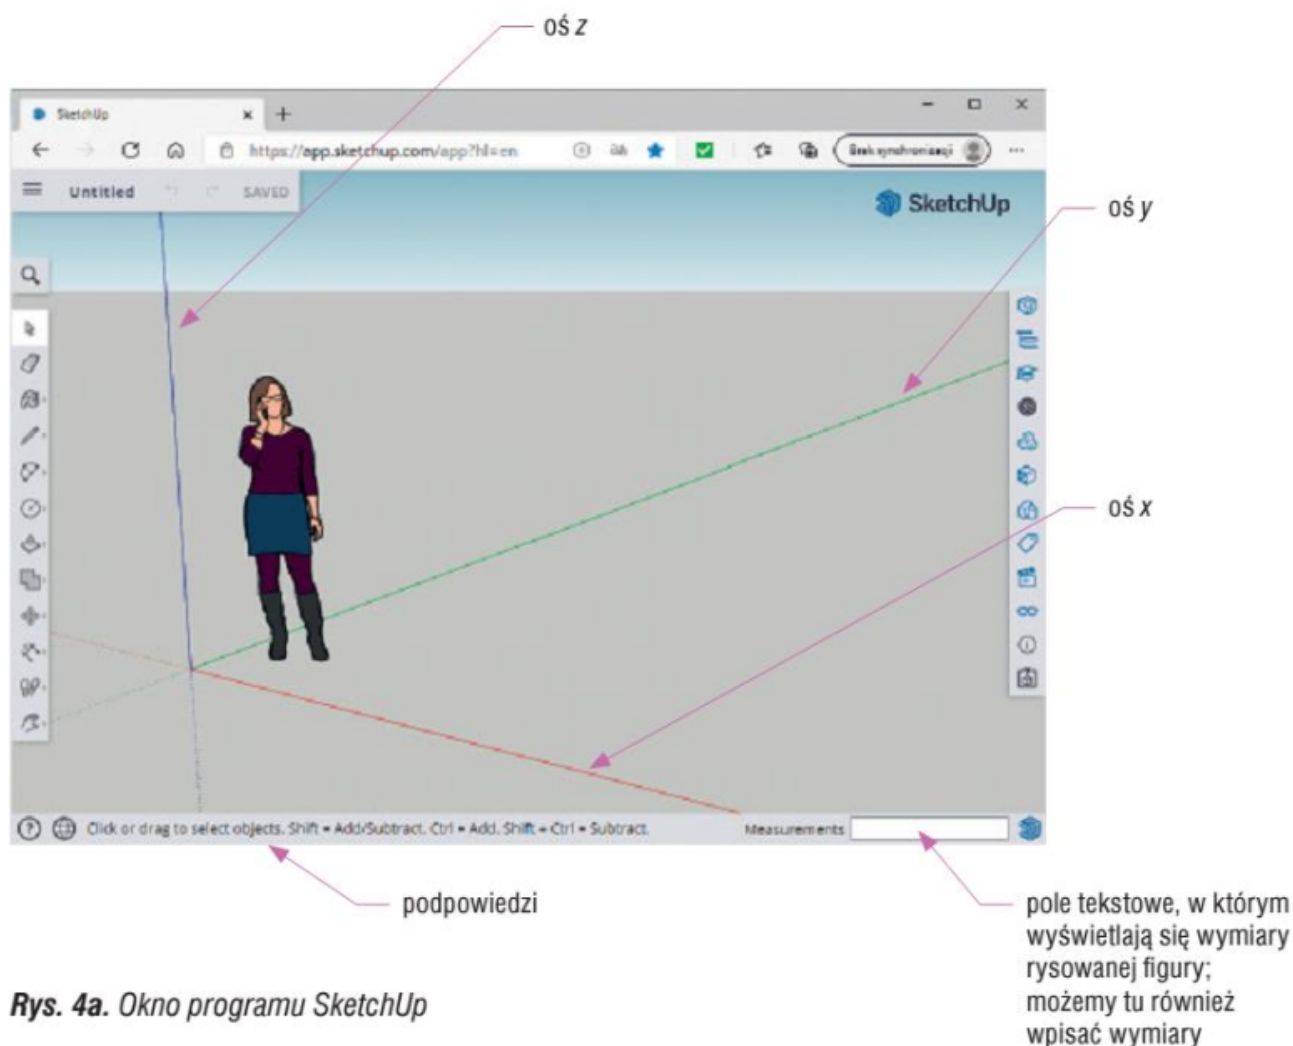 oś z
SketchUp
https://app.sketchup.com/app?hl=en
Brak synchronizacji
Untitled
SAVED
SketchUp
oś y
oś x
Click or drag to select objects. Shift = Add/Subtract. Ctrl = Add. Shift + Ctrl = Subtract.
Measurements
podpowiedzi
pole tekstowe, w którym
wyświetlają się wymiary
rysowanej figury;
możemy tu również
wpisać wymiary
Rys. 4a. Okno programu SketchUp